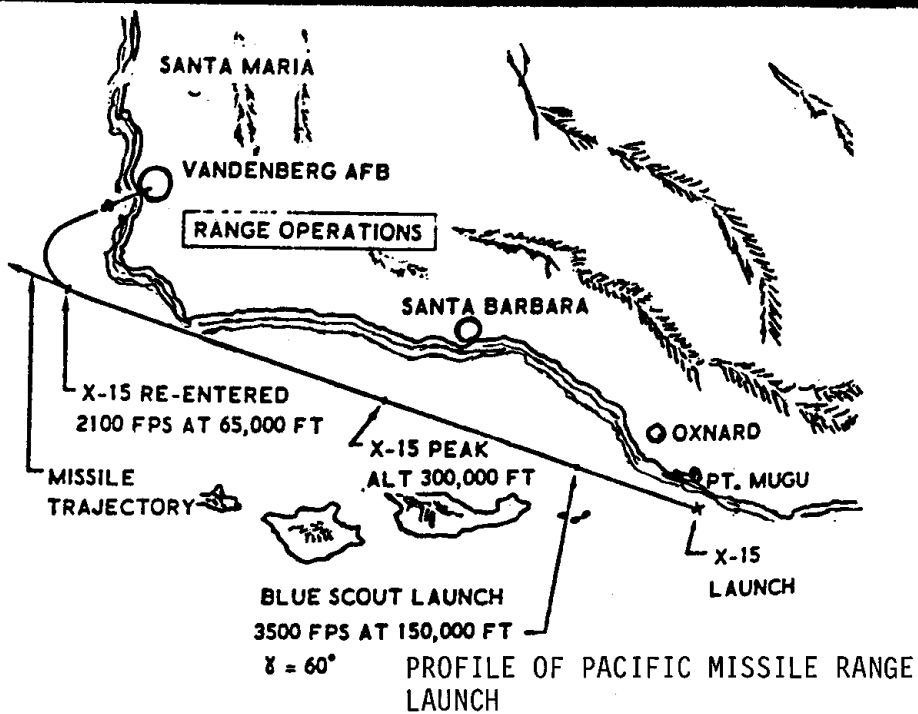 SANTA MARIA
VANDENBERG AFB
RANGE OPERATIONS
SANTA BARBARA
X-15 RE-ENTERED
2100 FPS AT 65,000 FT
X-15 PEAK
ALT 300,000 FT
OXNARD
PT. MUGU
MISSILE
TRAJECTORY
X-15
LAUNCH
BLUE SCOUT LAUNCH
3500 FPS AT 150,000 FT
γ = 60°
PROFILE OF PACIFIC MISSILE RANGE
LAUNCH